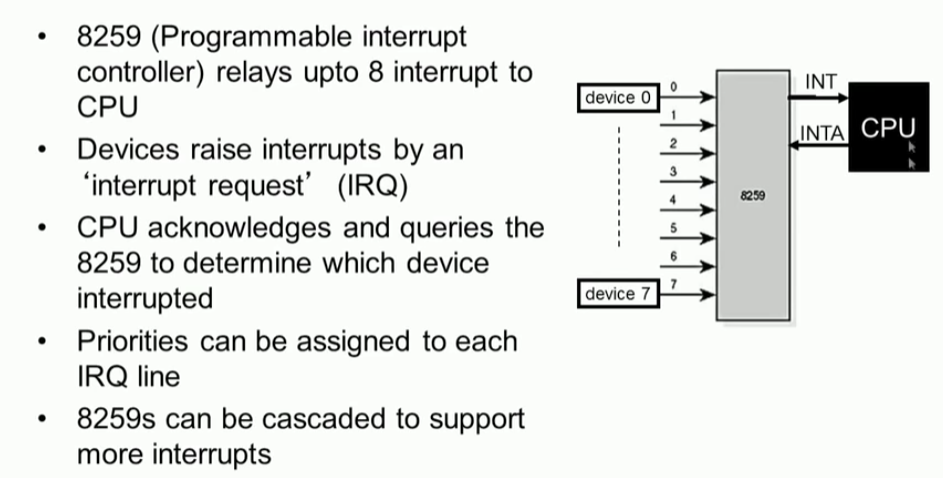 • 8259 (Programmable interrupt
controller) relays upto 8 interrupt to
CPU
• Devices raise interrupts by an
‘interrupt request’ (IRQ)
• CPU acknowledges and queries the
8259 to determine which device
interrupted
• Priorities can be assigned to each
IRQ line
• 8259s can be cascaded to support
more interrupts
device 0
0
1
2
3
4
5
6
7
device 7
8259
INT
INTA
CPU